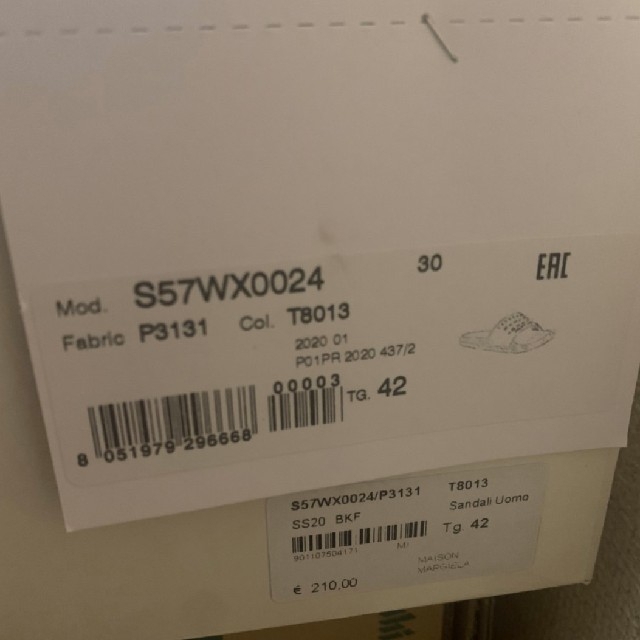 30 EAC
Mod. S57WX0024
Fabric P3131 Col. T8013
2020 01
P01PR 2020 437/2
00003 TG. 42
8 051979 296668
S57WX0024/P3131 T8013
SS20 BKF Sandali Uomo
Tg 42
MI
MAISON
MARGIELA
€ 210,00